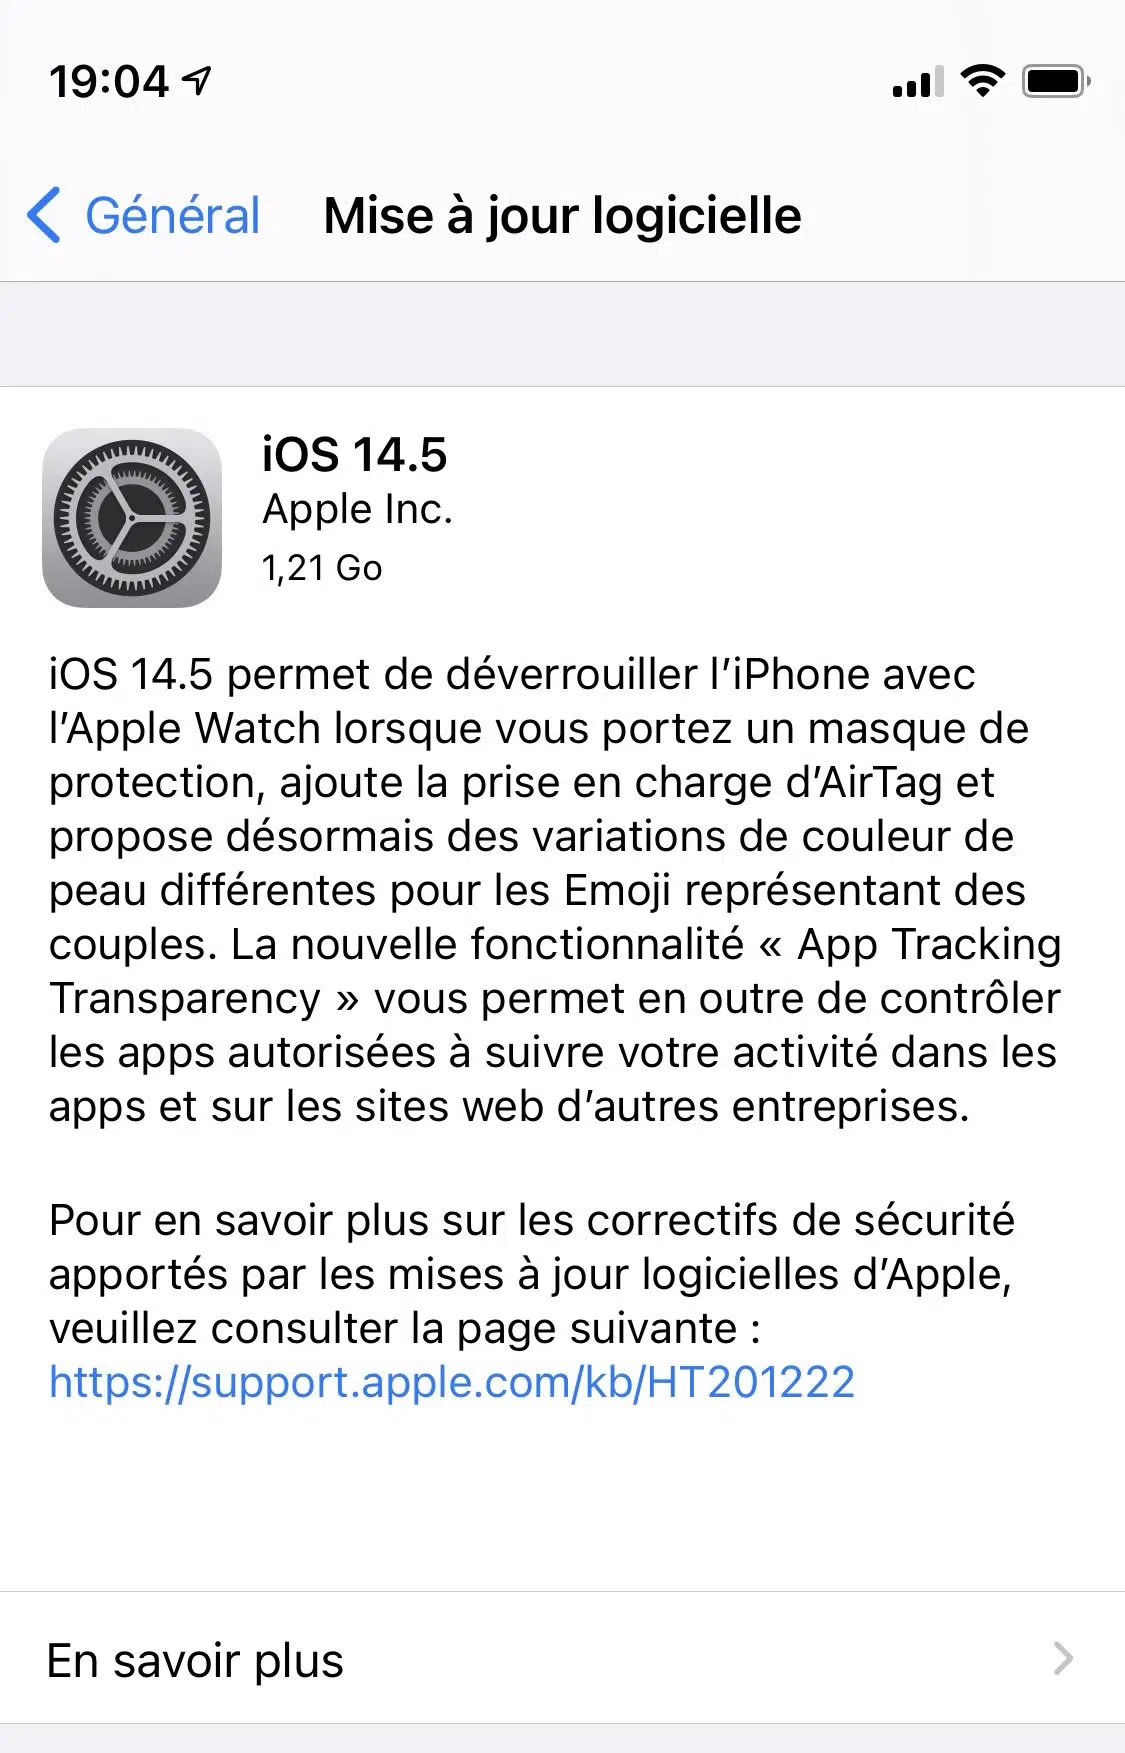 19:04
Général
Mise à jour logicielle
iOS 14.5
Apple Inc.
1,21 Go
iOS 14.5 permet de déverrouiller l’iPhone avec
l’Apple Watch lorsque vous portez un masque de
protection, ajoute la prise en charge d’AirTag et
propose désormais des variations de couleur de
peau différentes pour les Emoji représentant des
couples. La nouvelle fonctionnalité « App Tracking
Transparency » vous permet en outre de contrôler
les apps autorisées à suivre votre activité dans les
apps et sur les sites web d’autres entreprises.
Pour en savoir plus sur les correctifs de sécurité
apportés par les mises à jour logicielles d’Apple,
veuillez consulter la page suivante :
https://support.apple.com/kb/HT201222
En savoir plus